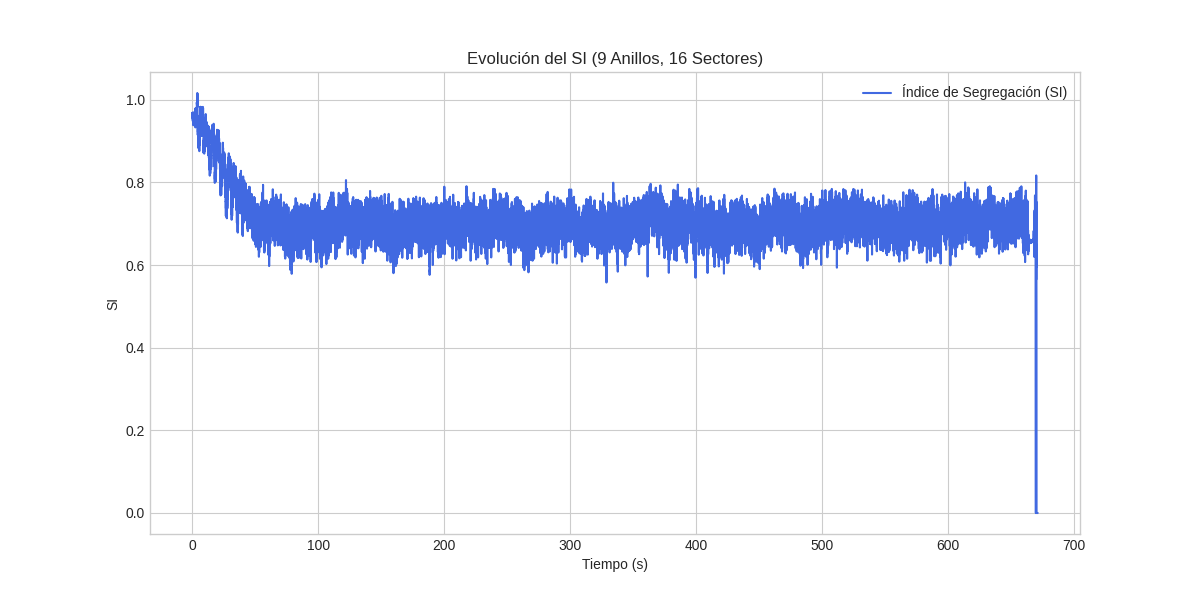 Evolución del SI (9 Anillos, 16 Sectores)
Índice de Segregación (SI)
1.0
0.8
0.6
0.4
0.2
0.0
SI
0 100 200 300 400 500 600 700
Tiempo (s)